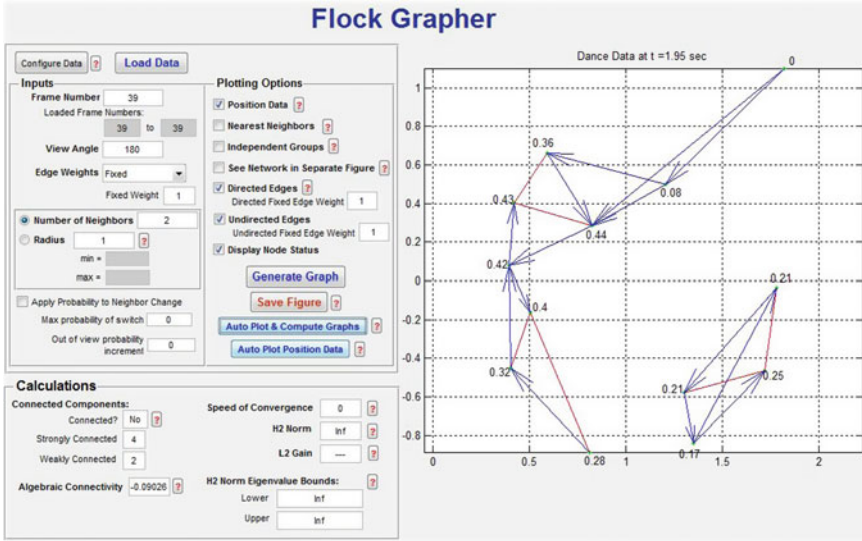 Flock Grapher
Configure Data ? Load Data
Inputs
Frame Number 39
Loaded Frame Numbers:
39 to 39
View Angle 180
Edge Weights Fixed
Fixed Weight 1
Number of Neighbors 2
Radius 1 ?
min =
max =
Apply Probability to Neighbor Change
Max probability of switch 0
Out of view probability
increment 0
Plotting Options
Position Data ?
Nearest Neighbors ?
Independent Groups ?
See Network in Separate Figure ?
Directed Edges ?
Directed Fixed Edge Weight 1
Undirected Edges
Undirected Fixed Edge Weight 1
Display Node Status
Generate Graph
Save Figure ?
Auto Plot & Compute Graphs ?
Auto Plot Position Data ?
Calculations
Connected Components:
Connected? No ?
Strongly Connected 4
Weakly Connected 2
Algebraic Connectivity -0.09026 ?
Speed of Convergence 0 ?
H2 Norm Inf ?
L2 Gain --- ?
H2 Norm Eigenvalue Bounds: ?
Lower Inf
Upper Inf
Dance Data at t =1.95 sec
0
1
0.8
0.6
0.4
0.2
0
-0.2
-0.4
-0.6
-0.8
0 0.5 1 1.5 2
0.36
0.08
0.43
0.44
0.42
0.21
0.4
0.32
0.25
0.21
0.17
0.28